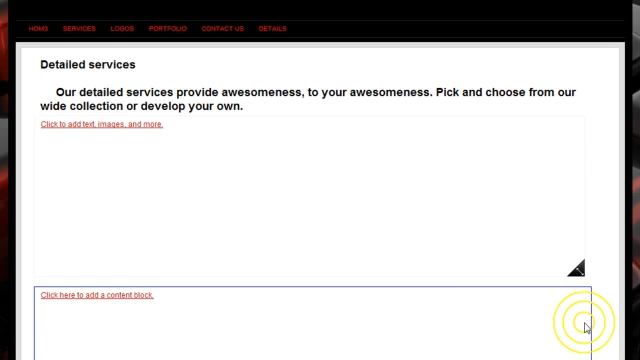 HOM3 SERVICES LOGOS PORTFOLIO CONTACT US DETAILS
Detailed services
Our detailed services provide awesomeness, to your awesomeness. Pick and choose from our
wide collection or develop your own.
Click to add text, images, and more.
Click here to add a content block.